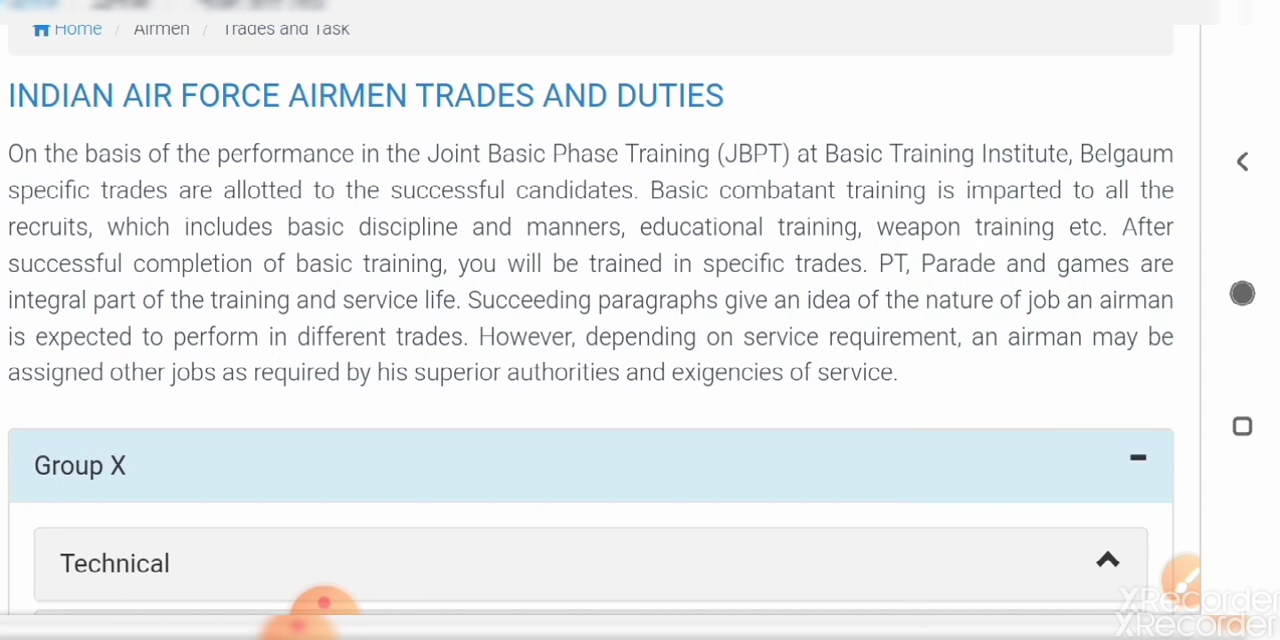 Home / Airmen / Trades and Task
INDIAN AIR FORCE AIRMEN TRADES AND DUTIES
On the basis of the performance in the Joint Basic Phase Training (JBPT) at Basic Training Institute, Belgaum
specific trades are allotted to the successful candidates. Basic combatant training is imparted to all the
recruits, which includes basic discipline and manners, educational training, weapon training etc. After
successful completion of basic training, you will be trained in specific trades. PT, Parade and games are
integral part of the training and service life. Succeeding paragraphs give an idea of the nature of job an airman
is expected to perform in different trades. However, depending on service requirement, an airman may be
assigned other jobs as required by his superior authorities and exigencies of service.
Group X
Technical
XRecorder
XRecorder